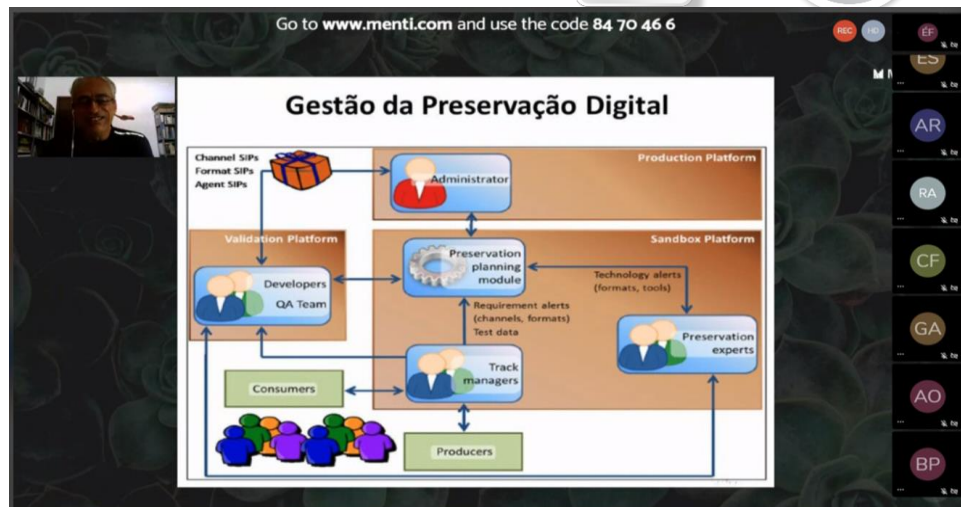 Go to www.menti.com and use the code 84 70 46 6
REC
HD
ÉF
ES
AR
RA
CF
GA
AO
BP
Gestão da Preservação Digital
Channel SIPs
Format SIPs
Agent SIPs
Production Platform
Administrator
Validation Platform
Developers
QA Team
Sandbox Platform
Preservation
planning
module
Technology alerts
(formats, tools)
Requirement alerts
(channels, formats)
Test data
Preservation
experts
Track
managers
Consumers
Producers